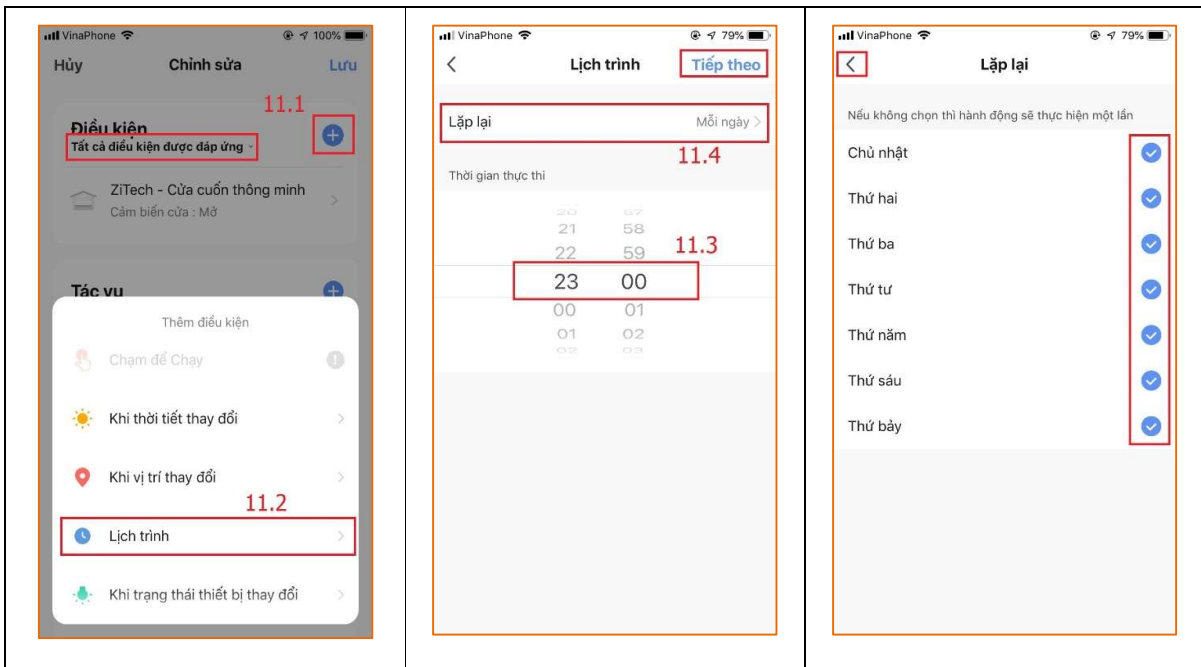 VinaPhone 100%
Hủy Chỉnh sửa Lưu
11.1
Điều kiện
Tất cả điều kiện được đáp ứng
ZiTech - Cửa cuốn thông minh
Cảm biến cửa : Mở
Tác vụ
Thêm điều kiện
Chạm để Chạy
Khi thời tiết thay đổi
Khi vị trí thay đổi
11.2
Lịch trình
Khi trạng thái thiết bị thay đổi
VinaPhone 79%
Lịch trình Tiếp theo
Lặp lại Mỗi ngày
11.4
Thời gian thực thi
20 57
21 58
22 59
11.3
23 00
00 01
01 02
02 03
VinaPhone 79%
Lặp lại
Nếu không chọn thì hành động sẽ thực hiện một lần
Chủ nhật
Thứ hai
Thứ ba
Thứ tư
Thứ năm
Thứ sáu
Thứ bảy